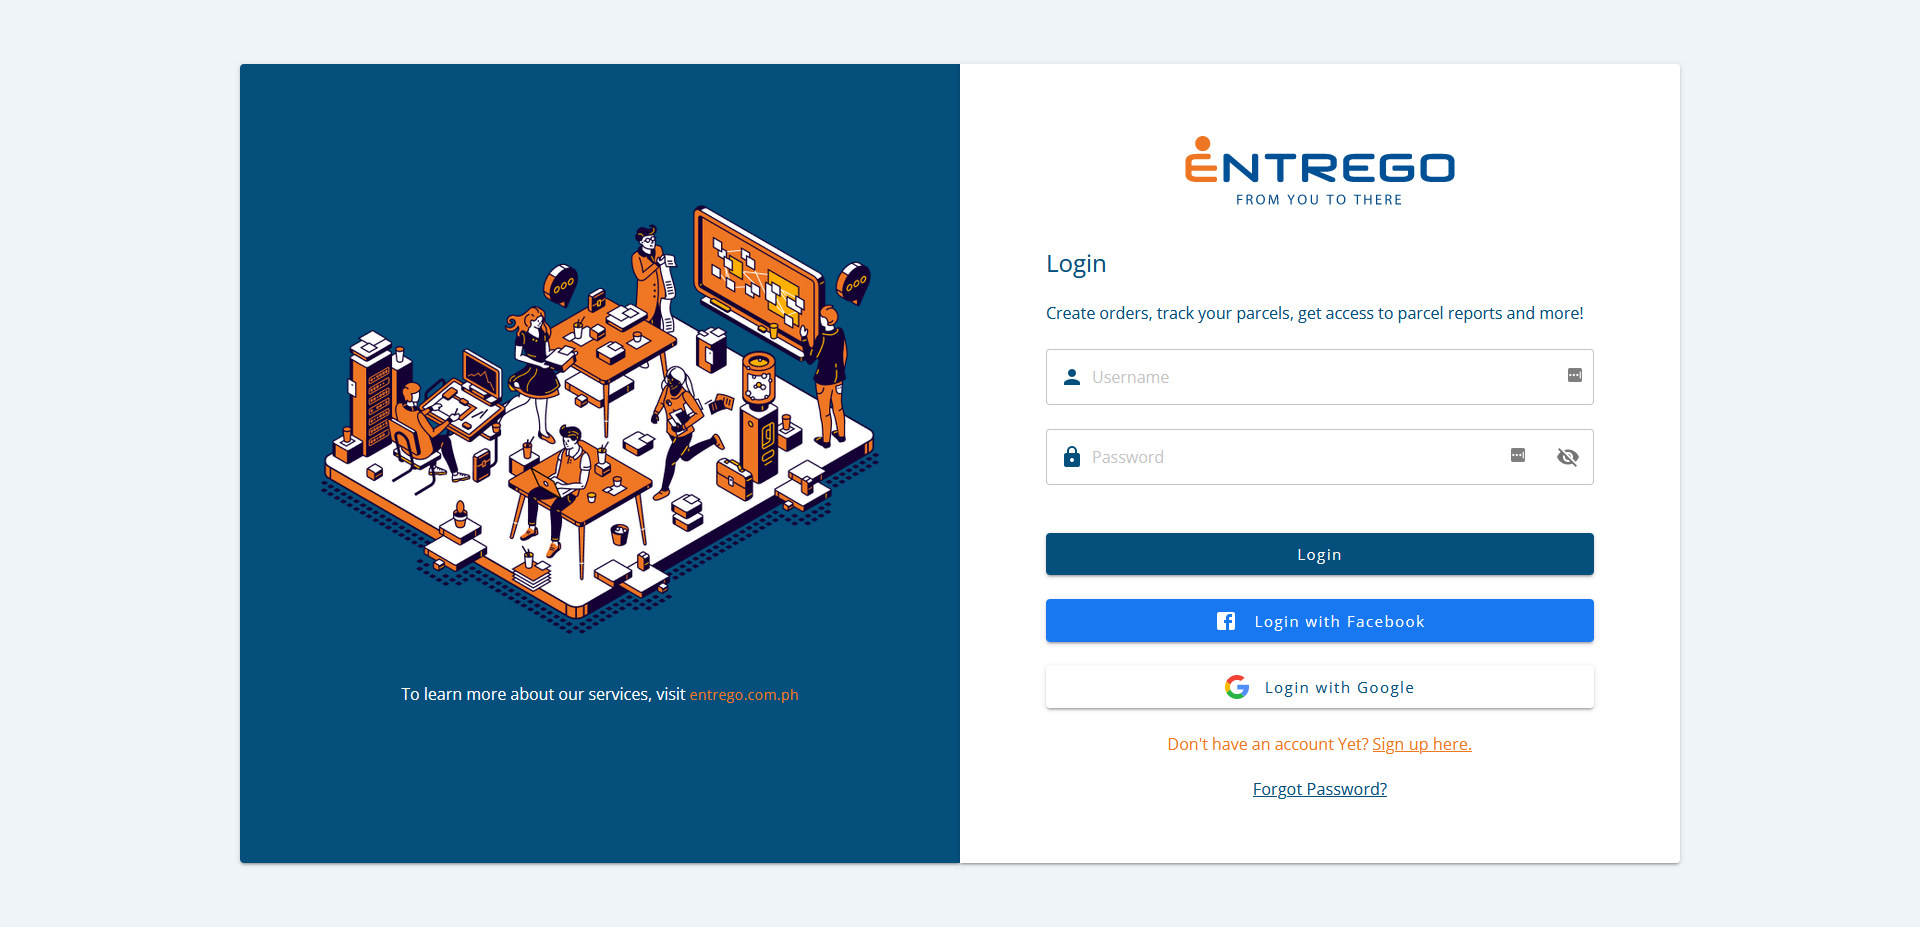 ENTREGO
FROM YOU TO THERE
Login
Create orders, track your parcels, get access to parcel reports and more!
Username
Password
Login
Login with Facebook
Login with Google
Don't have an account Yet? Sign up here.
Forgot Password?
To learn more about our services, visit entrego.com.ph